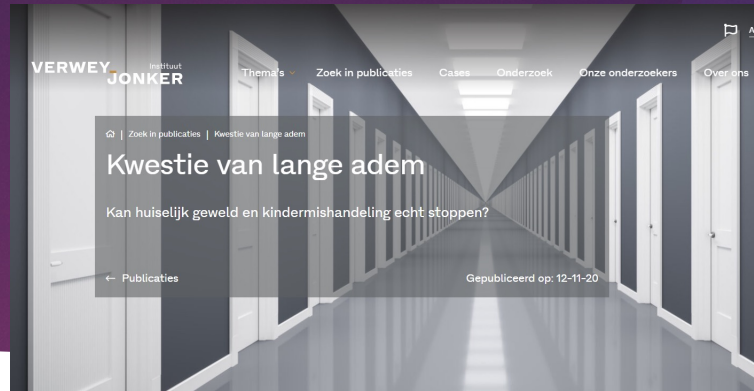 VERWEY_ Instituut
JONKER
Thema's
Zoek in publicaties
Cases
Onderzoek
Onze onderzoekers
Over ons
Zoek in publicaties | Kwestie van lange adem
Kwestie van lange adem
Kan huiselijk geweld en kindermishandeling echt stoppen?
← Publicaties
Gepubliceerd op: 12-11-20